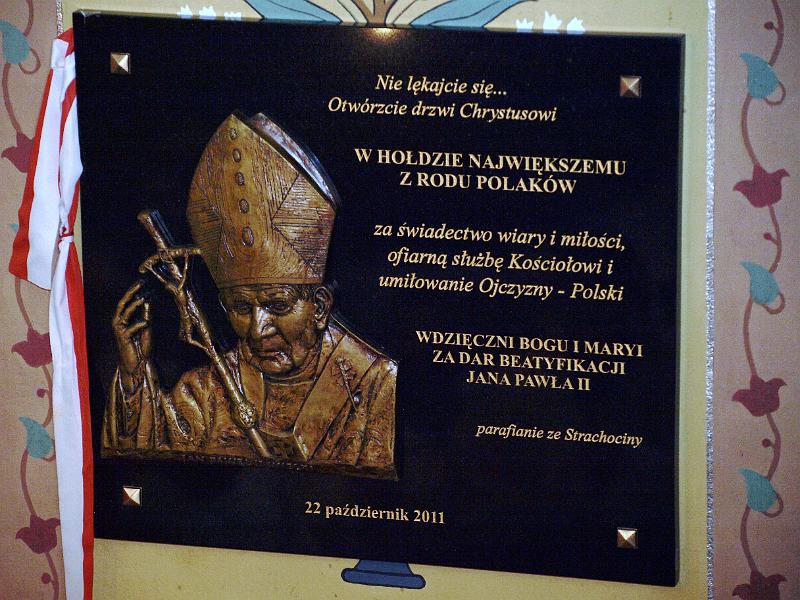 Nie lękajcie się...
Otwórzcie drzwi Chrystusowi
W HOŁDZIE NAJWIĘKSZEMU
Z RODU POLAKÓW
za świadectwo wiary i miłości,
ofiarną służbę Kościołowi i
umiłowanie Ojczyzny - Polski
WDZIĘCZNI BOGU I MARYI
ZA DAR BEATYFIKACJI
JANA PAWŁA II
parafianie ze Strachociny
22 październik 2011